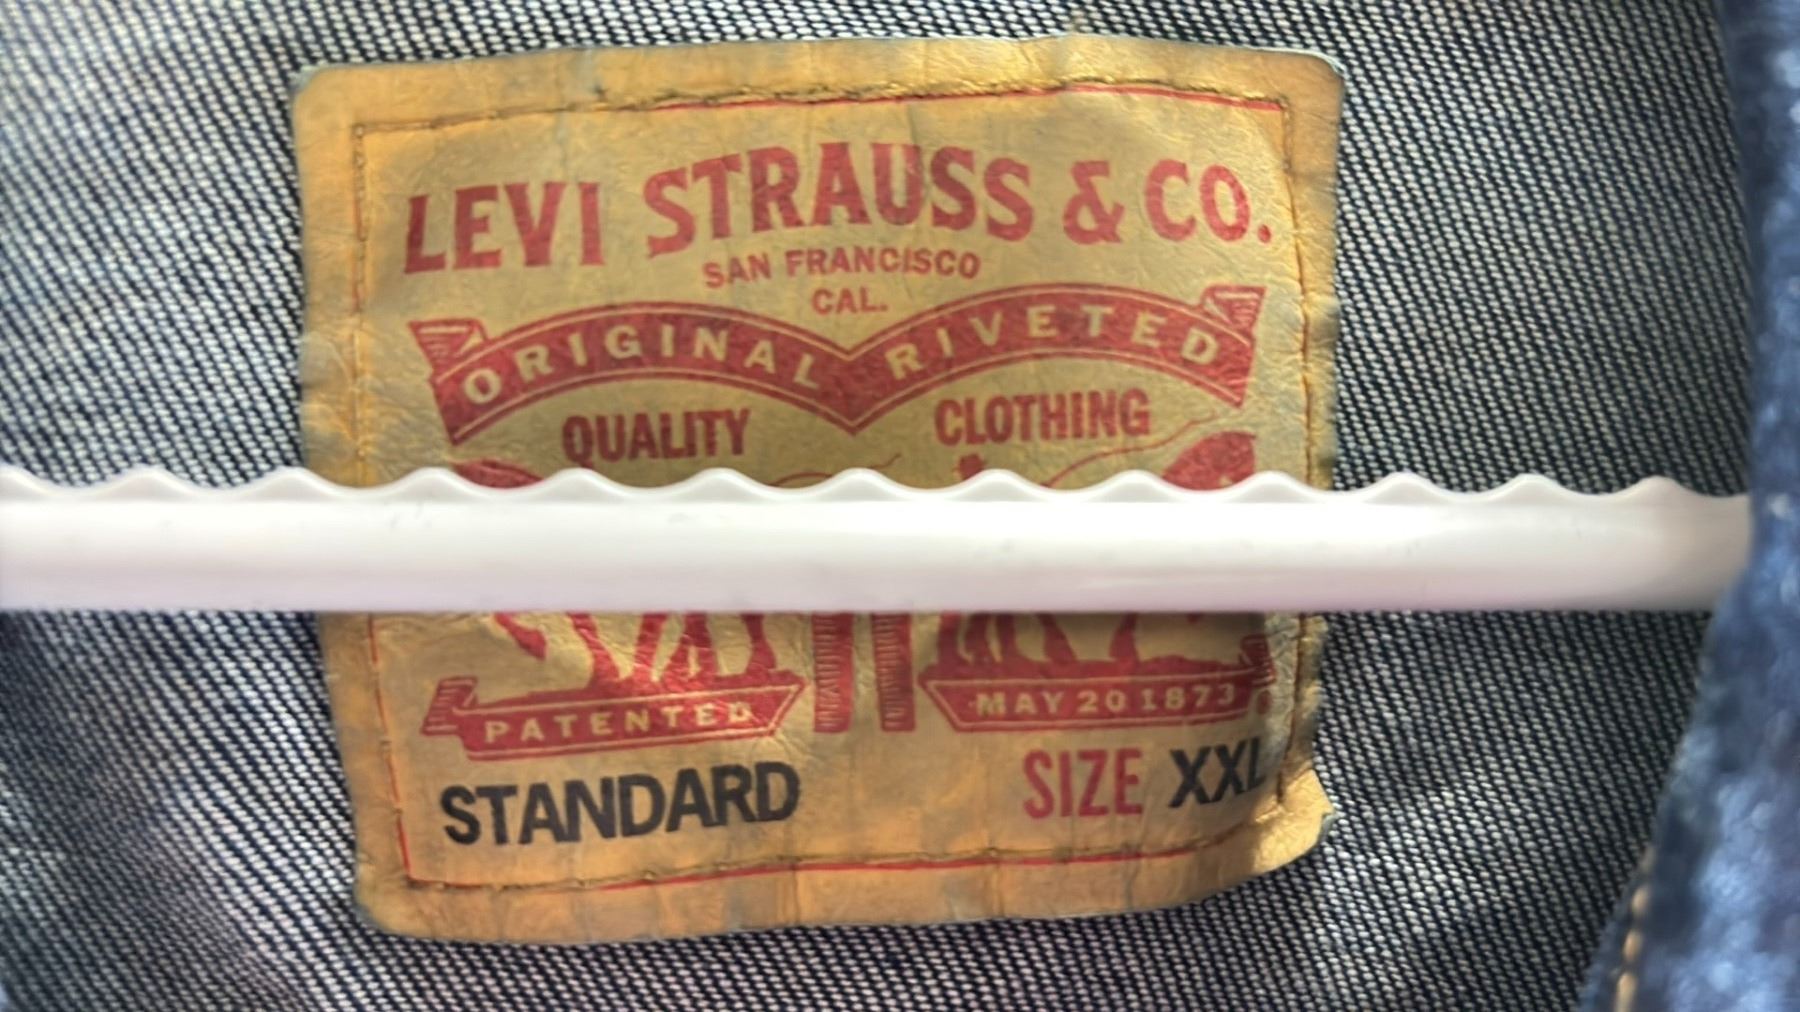 LEVI STRAUSS & CO.
SAN FRANCISCO
CAL.
ORIGINAL RIVETED
QUALITY CLOTHING
PATENTED MAY 20 1873
STANDARD SIZE XXL